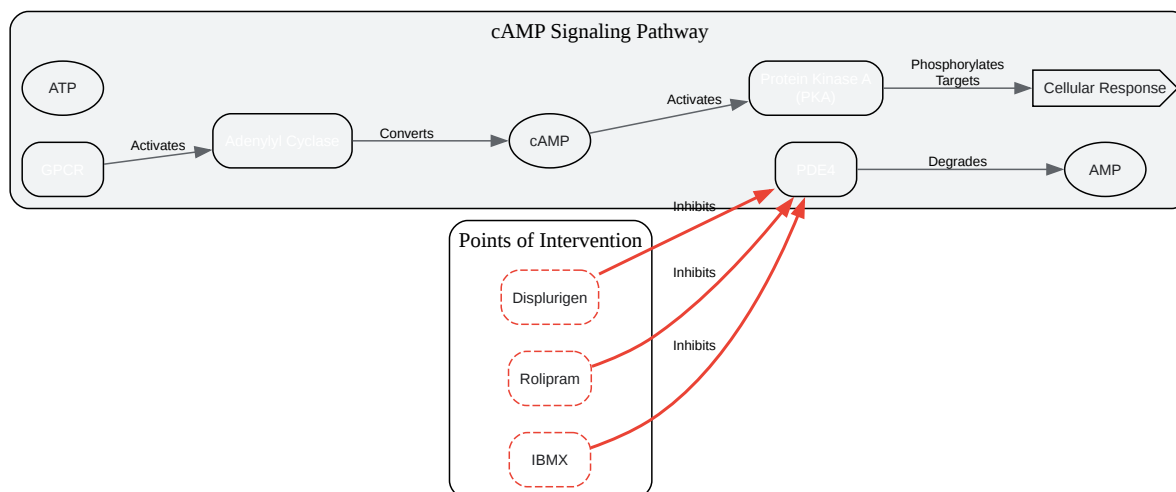 cAMP Signaling Pathway
ATP
GPCR
Activates
Adenylyl Cyclase
Converts
cAMP
Activates
Protein Kinase A
(PKA)
Phosphorylates
Targets
Cellular Response
PDE4
Degrades
AMP
Inhibits
Points of Intervention
Displurigen
Inhibits
Rolipram
Inhibits
IBMX